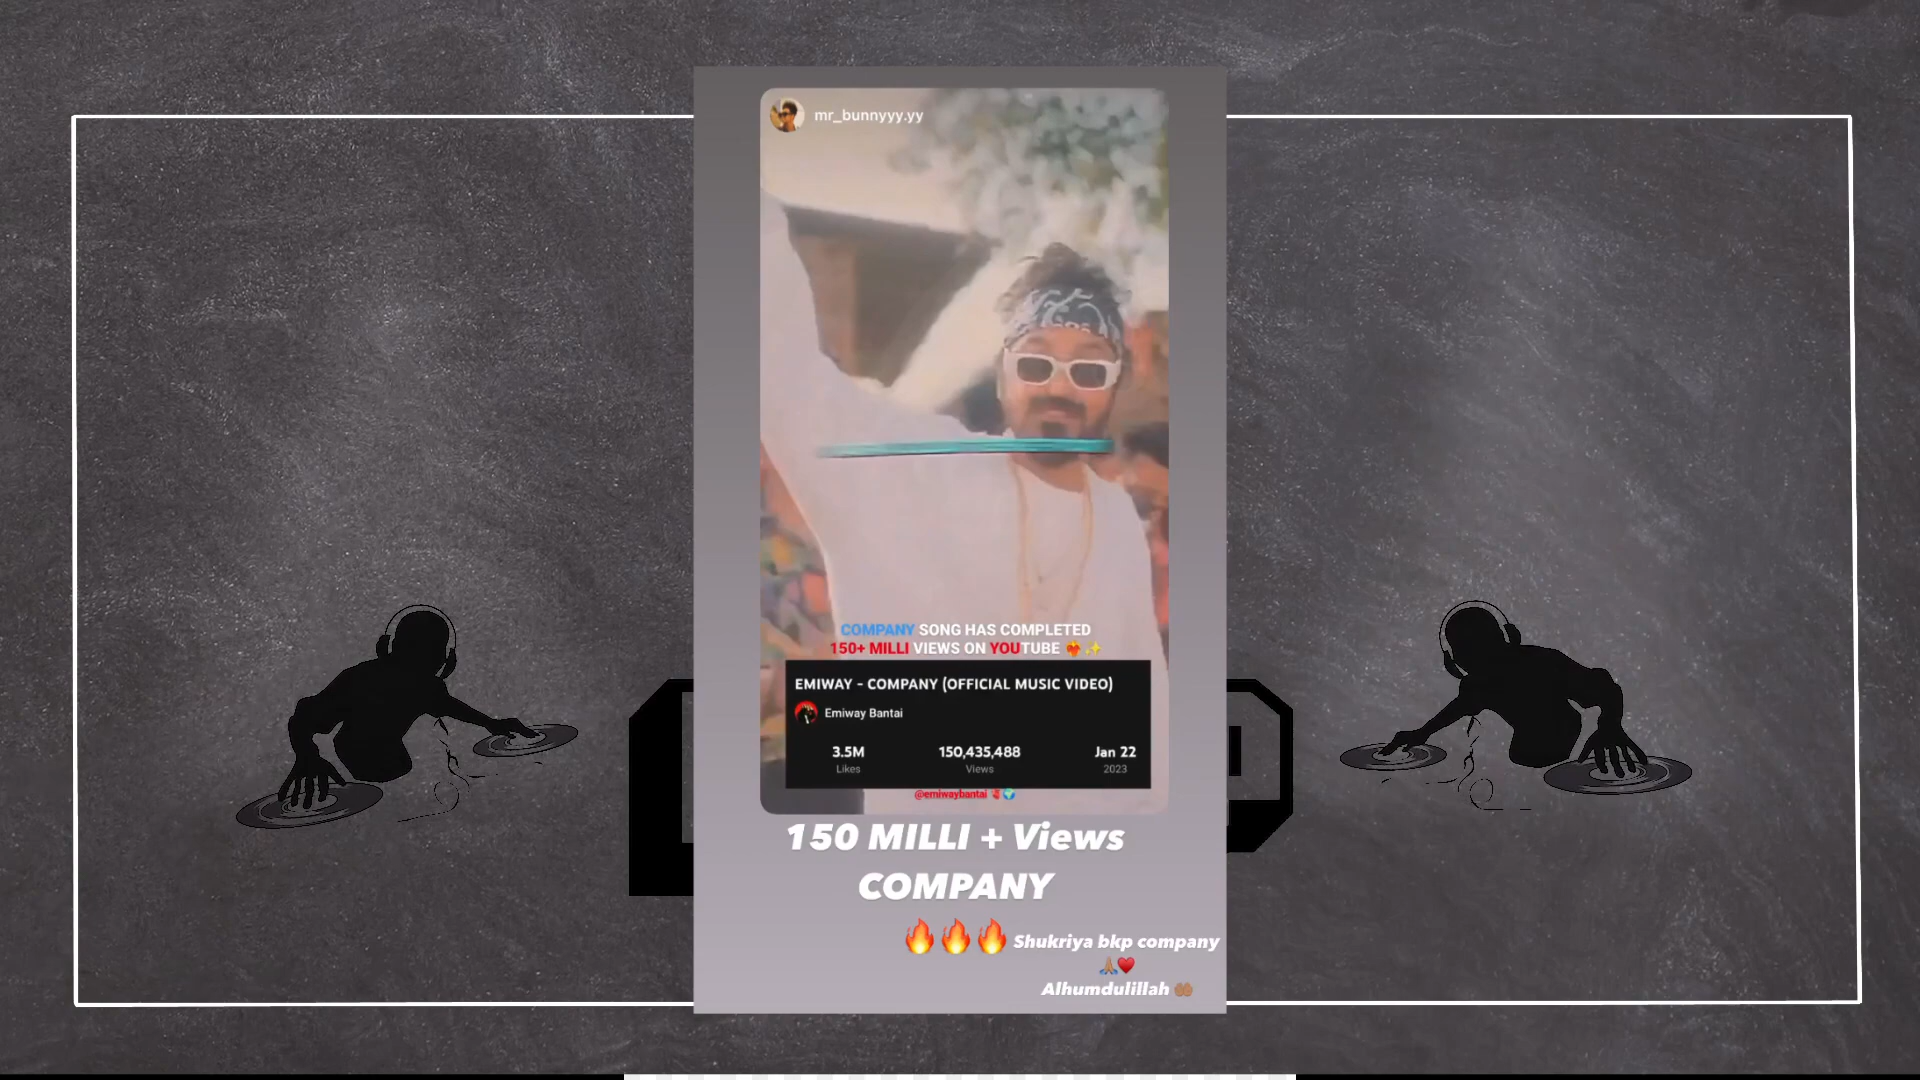 mr_bunnyyy.yy
COMPANY SONG HAS COMPLETED
150+ MILLI VIEWS ON YOUTUBE ❤️‍🔥✨
EMIWAY - COMPANY (OFFICIAL MUSIC VIDEO)
Emiway Bantai
3.5M 150,435,488 Jan 22
Likes Views 2023
@emiwaybantai
150 MILLI + Views
COMPANY
🔥🔥🔥 Shukriya bkp company
🙏🏽♥️
Alhumdulillah 🤲🏾